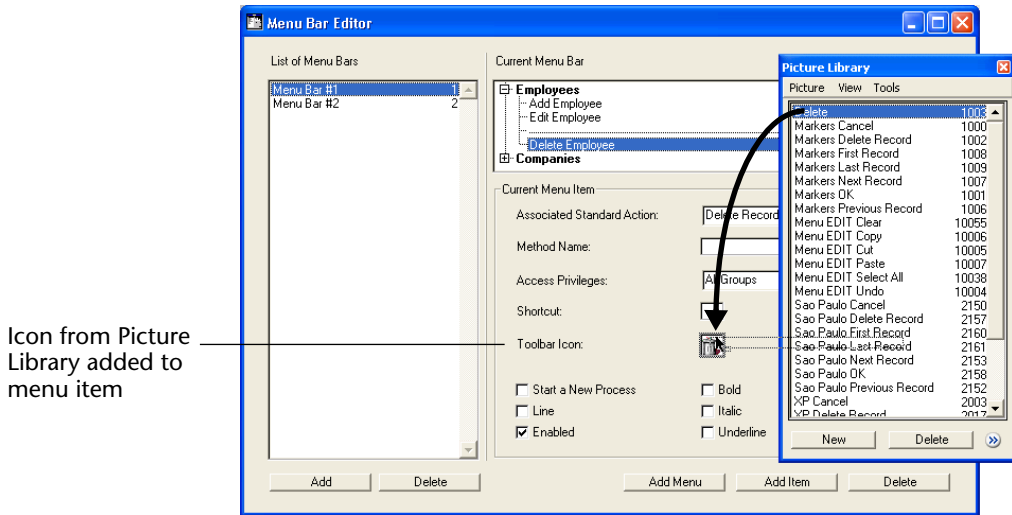 Menu Bar Editor
List of Menu Bars
Menu Bar #1 1
Menu Bar #2 2
Add
Delete
Current Menu Bar
Employees
Add Employee
Edit Employee
Delete Employee
Companies
Current Menu Item
Associated Standard Action: Delete Record
Method Name:
Access Privileges: All Groups
Shortcut:
Toolbar Icon:
Start a New Process
Bold
Line
Italic
Enabled
Underline
Add Menu
Add Item
Delete
Picture Library
Picture View Tools
Delete 1003
Markers Cancel 1000
Markers Delete Record 1002
Markers First Record 1008
Markers Last Record 1009
Markers Next Record 1007
Markers OK 1001
Markers Previous Record 1006
Menu EDIT Clear 10055
Menu EDIT Copy 10006
Menu EDIT Cut 10005
Menu EDIT Paste 10007
Menu EDIT Select All 10038
Menu EDIT Undo 10004
Sao Paulo Cancel 2150
Sao Paulo Delete Record 2157
Sao Paulo First Record 2160
Sao Paulo Last Record 2161
Sao Paulo Next Record 2153
Sao Paulo OK 2158
Sao Paulo Previous Record 2152
XP Cancel 2003
XP Delete Record 2017
New
Delete
Icon from Picture
Library added to
menu item